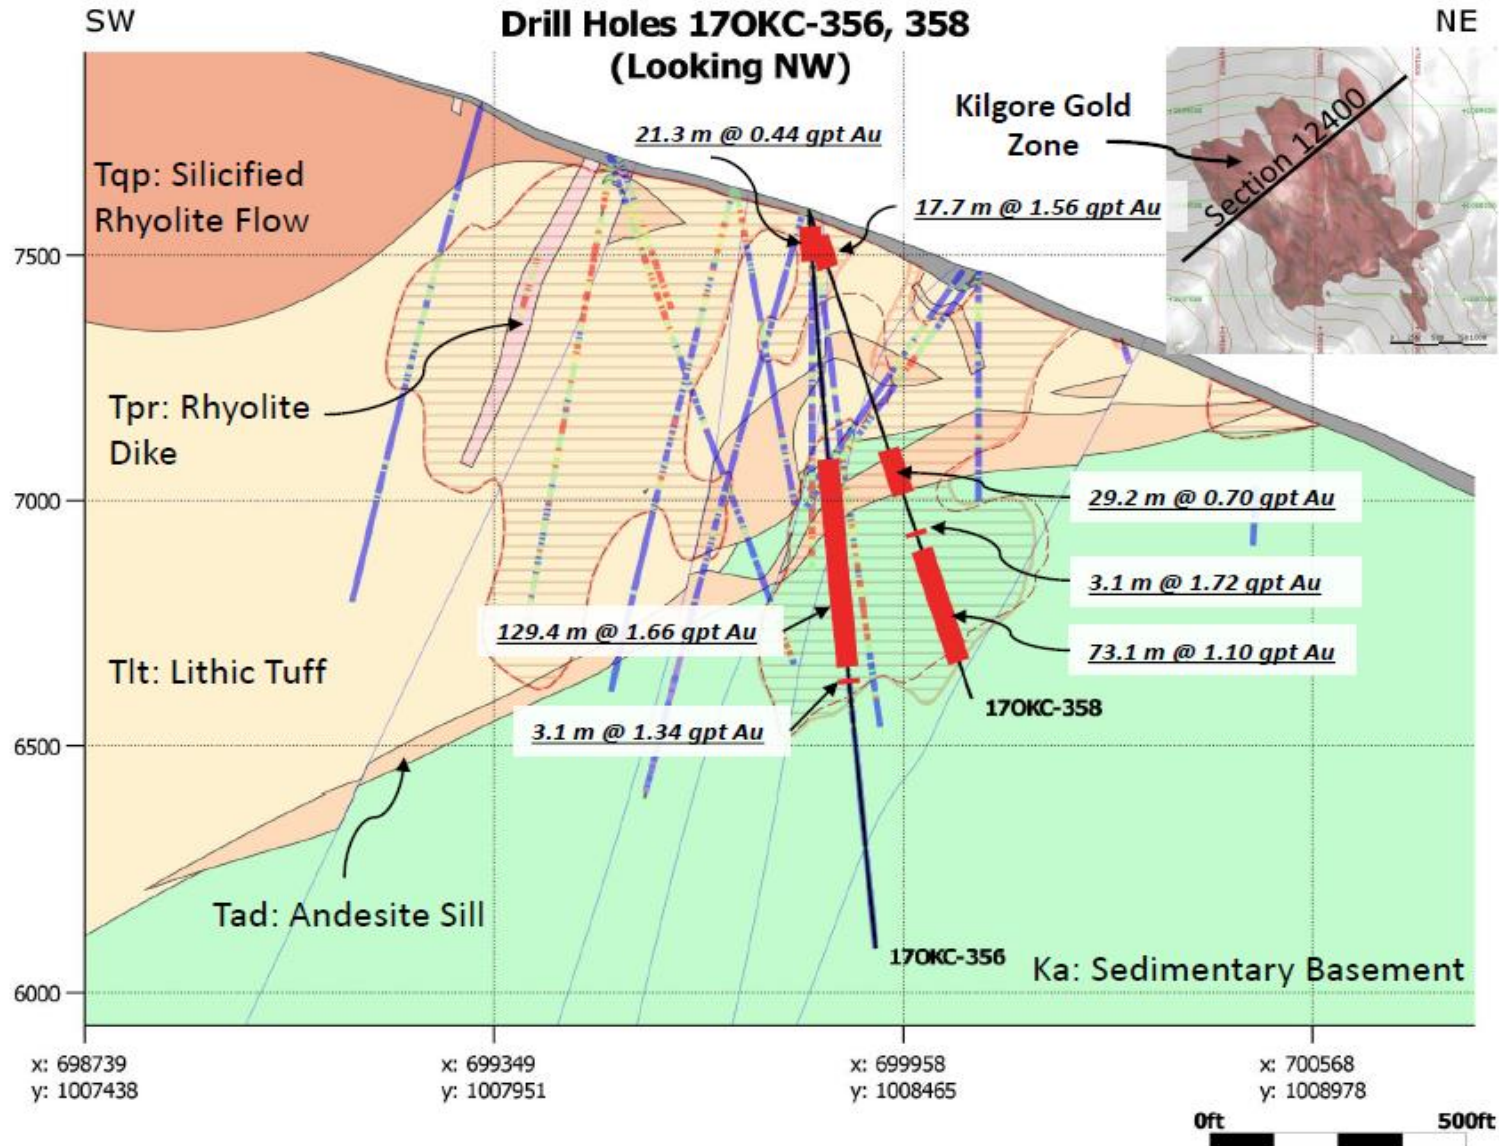 SW
Drill Holes 17OKC-356, 358
(Looking NW)
NE
Kilgore Gold
Zone
Section 12400
21.3 m @ 0.44 gpt Au
17.7 m @ 1.56 gpt Au
Tqp: Silicified
Rhyolite Flow
7500
Tpr: Rhyolite
Dike
7000
29.2 m @ 0.70 gpt Au
3.1 m @ 1.72 gpt Au
129.4 m @ 1.66 gpt Au
73.1 m @ 1.10 gpt Au
Tlt: Lithic Tuff
17OKC-358
3.1 m @ 1.34 gpt Au
6500
Tad: Andesite Sill
17OKC-356
Ka: Sedimentary Basement
6000
x: 698739
y: 1007438
x: 699349
y: 1007951
x: 699958
y: 1008465
x: 700568
y: 1008978
0ft
500ft